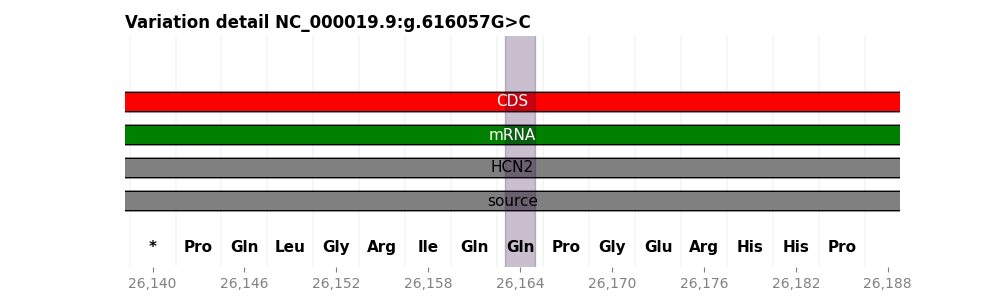 Variation detail NC_000019.9:g.616057G>C
CDS
mRNA
HCN2
source
* Pro Gln Leu Gly Arg Ile Gln Gln Pro Gly Glu Arg His His Pro
26,140 26,146 26,152 26,158 26,164 26,170 26,176 26,182 26,188